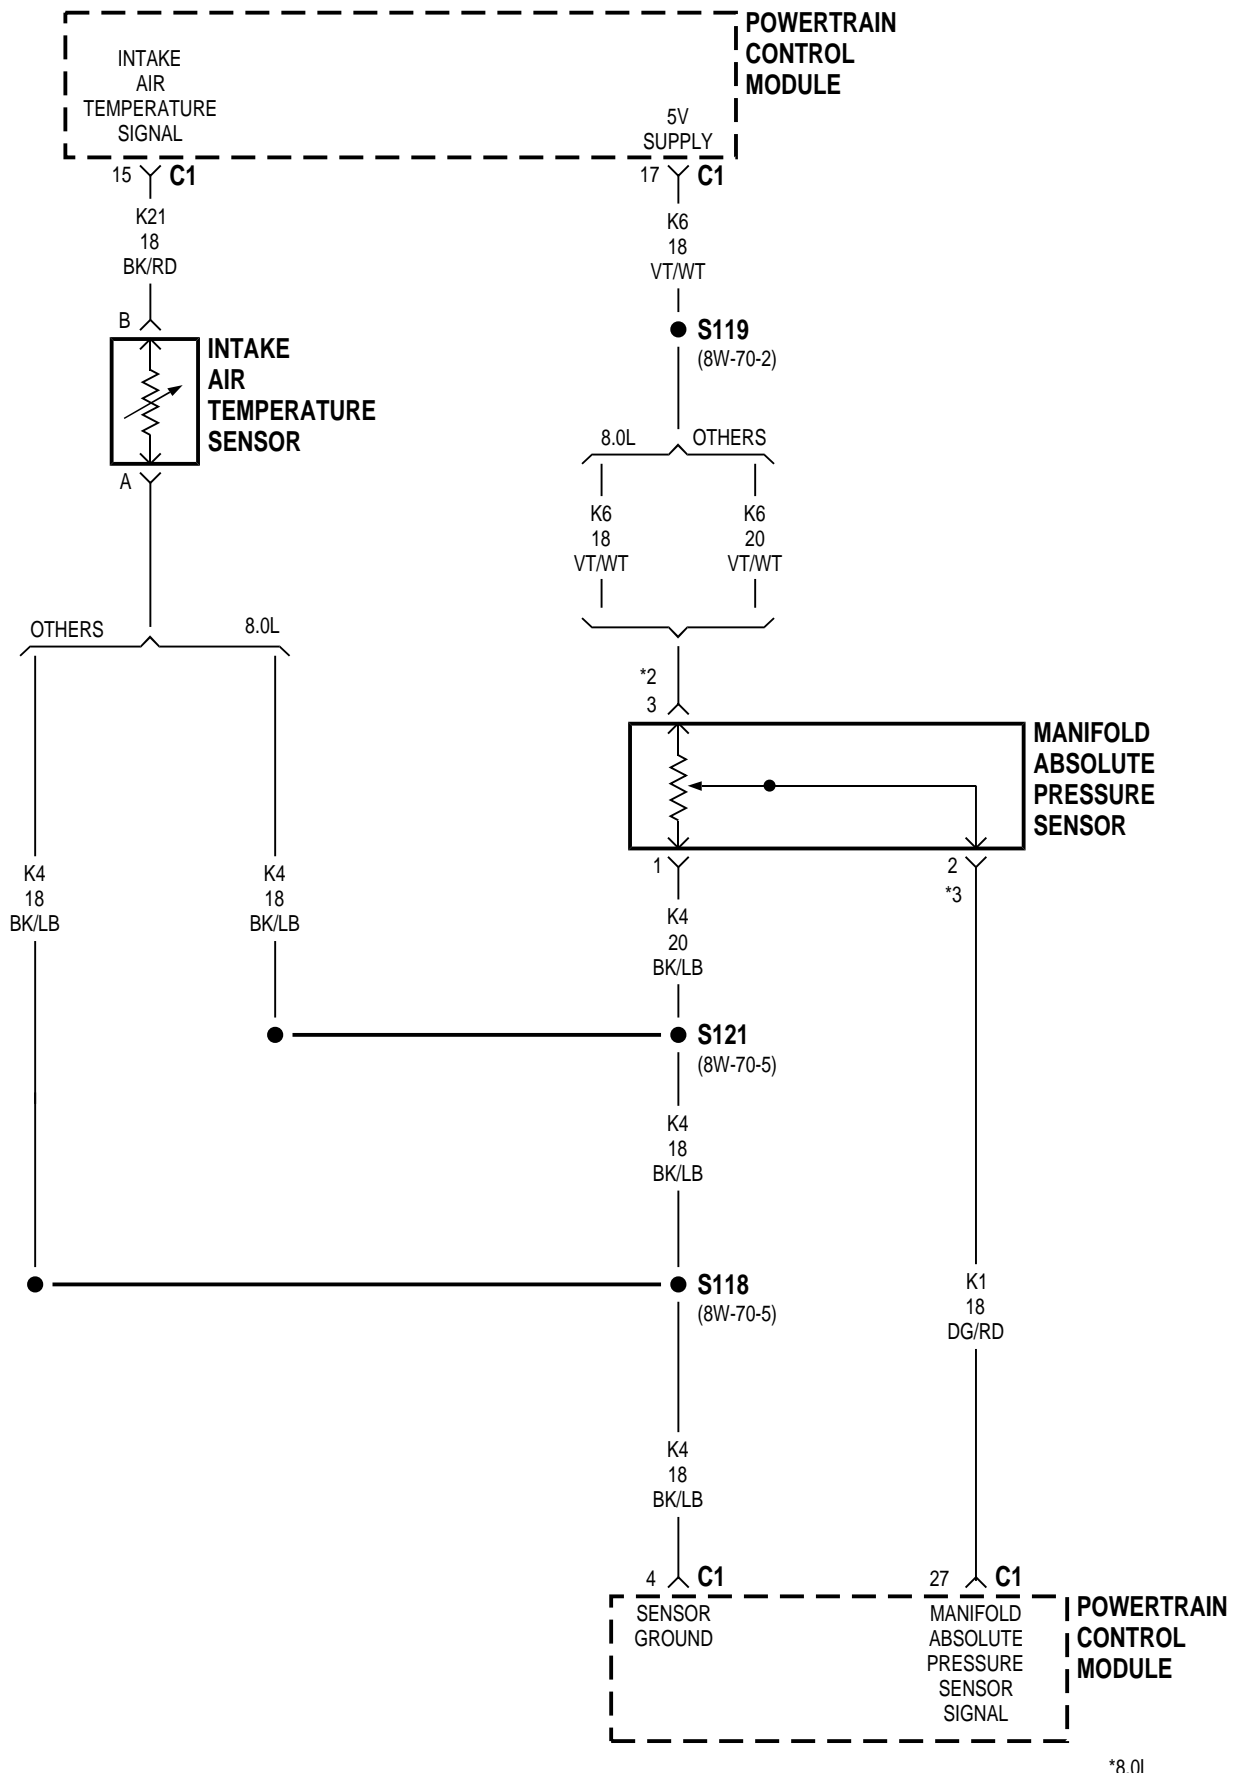 POWERTRAIN
CONTROL
MODULE
INTAKE
AIR
TEMPERATURE
SIGNAL
5V
SUPPLY
15
C1
17
C1
K21
18
BK/RD
K6
18
VT/WT
B
INTAKE
AIR
TEMPERATURE
SENSOR
A
S119
(8W-70-2)
8.0L
OTHERS
K6
18
VT/WT
K6
20
VT/WT
OTHERS
8.0L
*2
3
MANIFOLD
ABSOLUTE
PRESSURE
SENSOR
1
2
*3
K4
18
BK/LB
K4
18
BK/LB
K4
20
BK/LB
S121
(8W-70-5)
K4
18
BK/LB
S118
(8W-70-5)
K1
18
DG/RD
K4
18
BK/LB
4
C1
27
C1
SENSOR
GROUND
MANIFOLD
ABSOLUTE
PRESSURE
SENSOR
SIGNAL
POWERTRAIN
CONTROL
MODULE
*8.0L